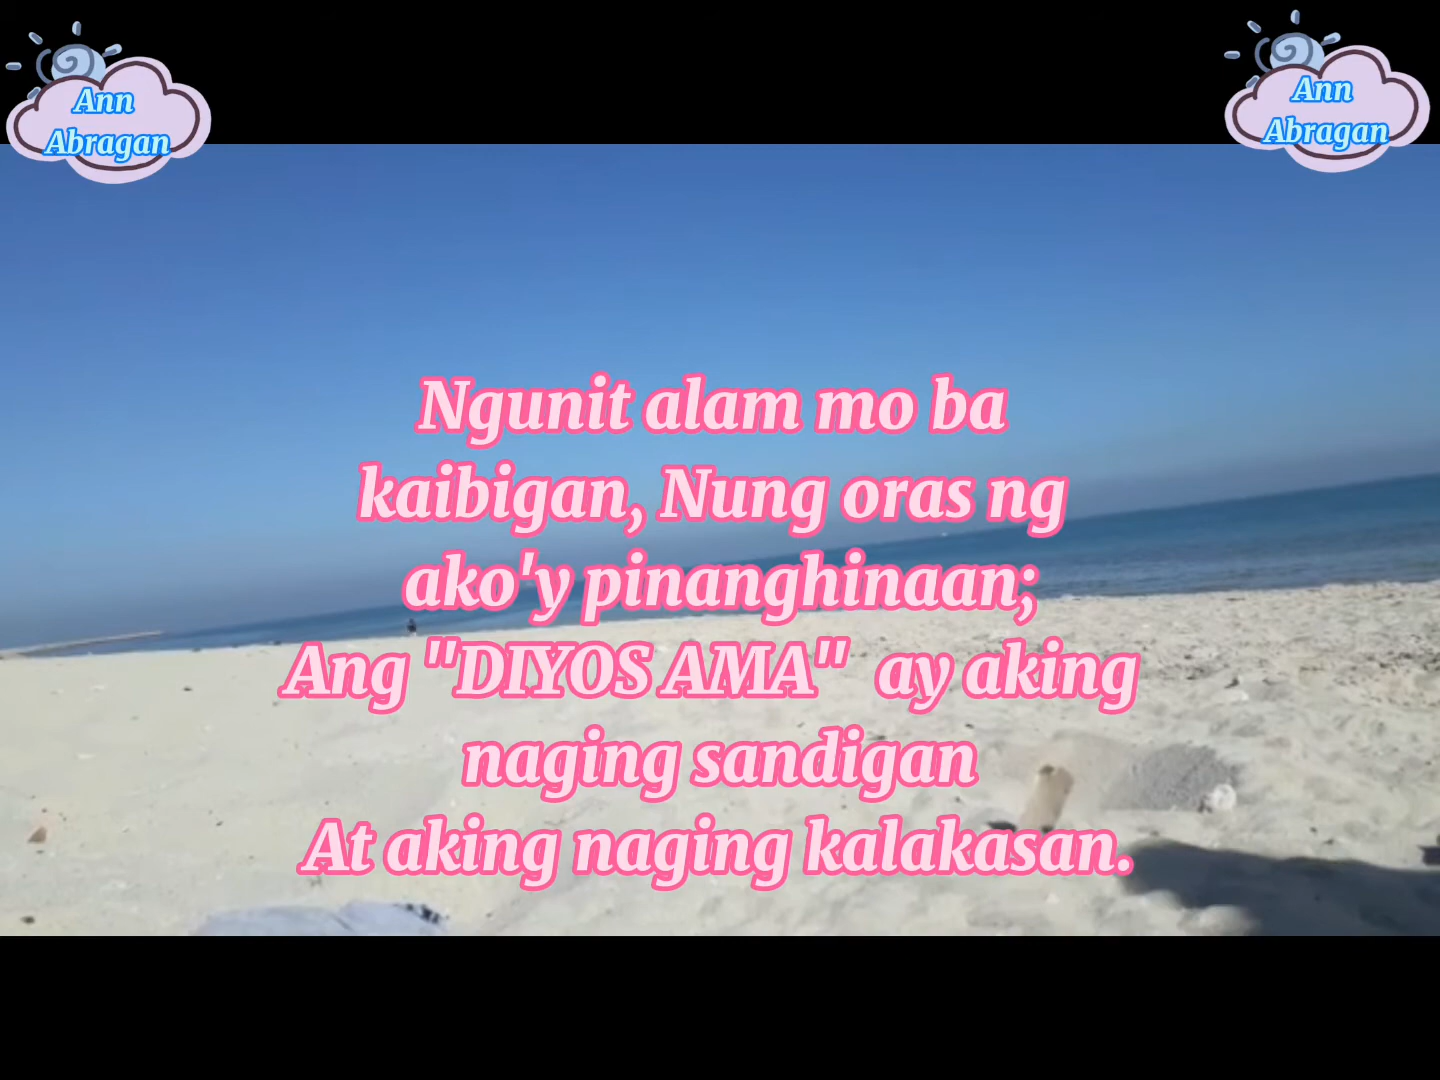 Ann
Abragan
Ann
Abragan
Ngunit alam mo ba
kaibigan, Nung oras ng
ako'y pinanghinaan;
Ang "DIYOS AMA" ay aking
naging sandigan
At aking naging kalakasan.